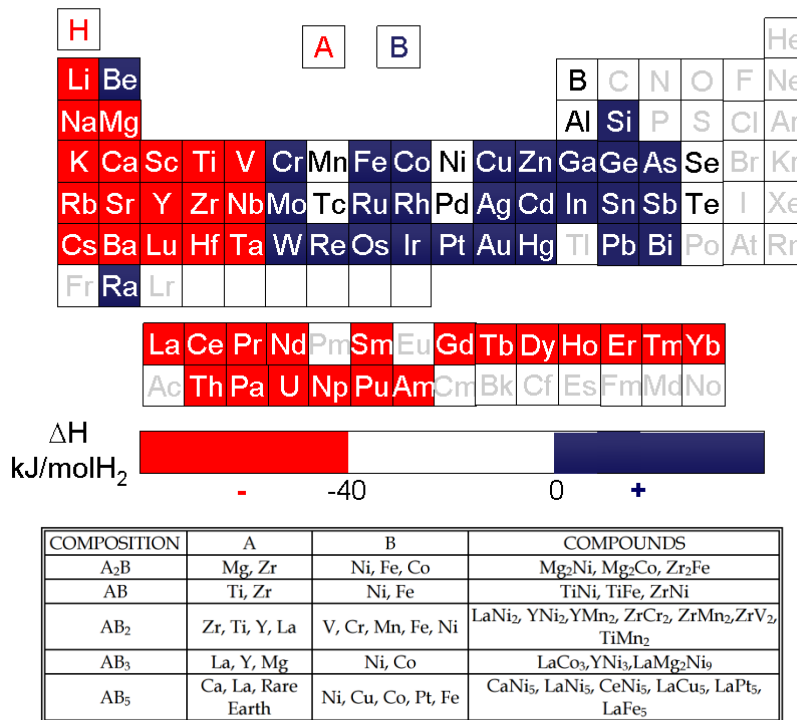 H A B He
Li Be B C N O F Ne
Na Mg Al Si P S Cl Ar
K Ca Sc Ti V Cr Mn Fe Co Ni Cu Zn Ga Ge As Se Br Kr
Rb Sr Y Zr Nb Mo Tc Ru Rh Pd Ag Cd In Sn Sb Te I Xe
Cs Ba Lu Hf Ta W Re Os Ir Pt Au Hg Tl Pb Bi Po At Rn
Fr Ra Lr
La Ce Pr Nd Pm Sm Eu Gd Tb Dy Ho Er Tm Yb
Ac Th Pa U Np Pu Am Cm Bk Cf Es Fm Md No
ΔH
kJ/molH₂
- -40 0 +
COMPOSITION A B COMPOUNDS
A₂B Mg, Zr Ni, Fe, Co Mg₂Ni, Mg₂Co, Zr₂Fe
AB Ti, Zr Ni, Fe TiNi, TiFe, ZrNi
AB₂ Zr, Ti, Y, La V, Cr, Mn, Fe, Ni LaNi₂, YNi₂,YMn₂, ZrCr₂, ZrMn₂,ZrV₂,
TiMn₂
AB₃ La, Y, Mg Ni, Co LaCo₃,YNi₃,LaMg₂Ni₉
AB₅ Ca, La, Rare
Earth Ni, Cu, Co, Pt, Fe CaNi₅, LaNi₅, CeNi₅, LaCu₅, LaPt₅,
LaFe₅